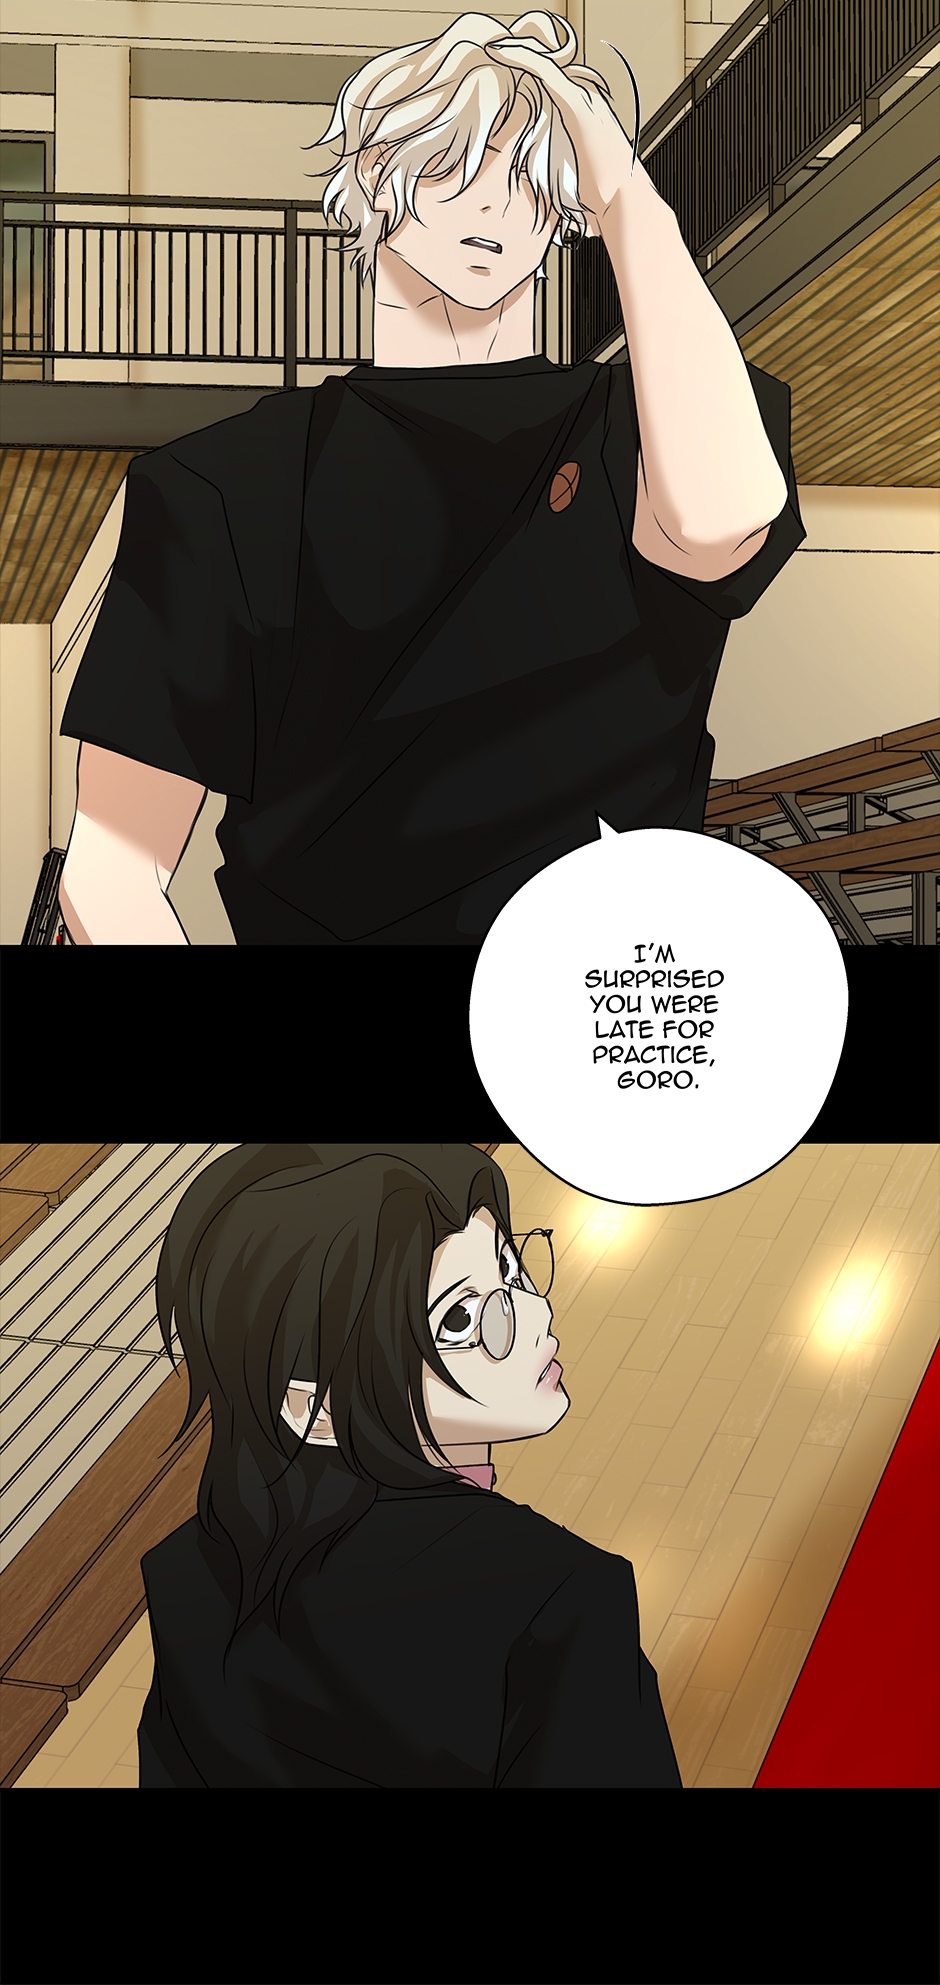 I'M
SURPRISED
YOU WERE
LATE FOR
PRACTICE,
GORO.